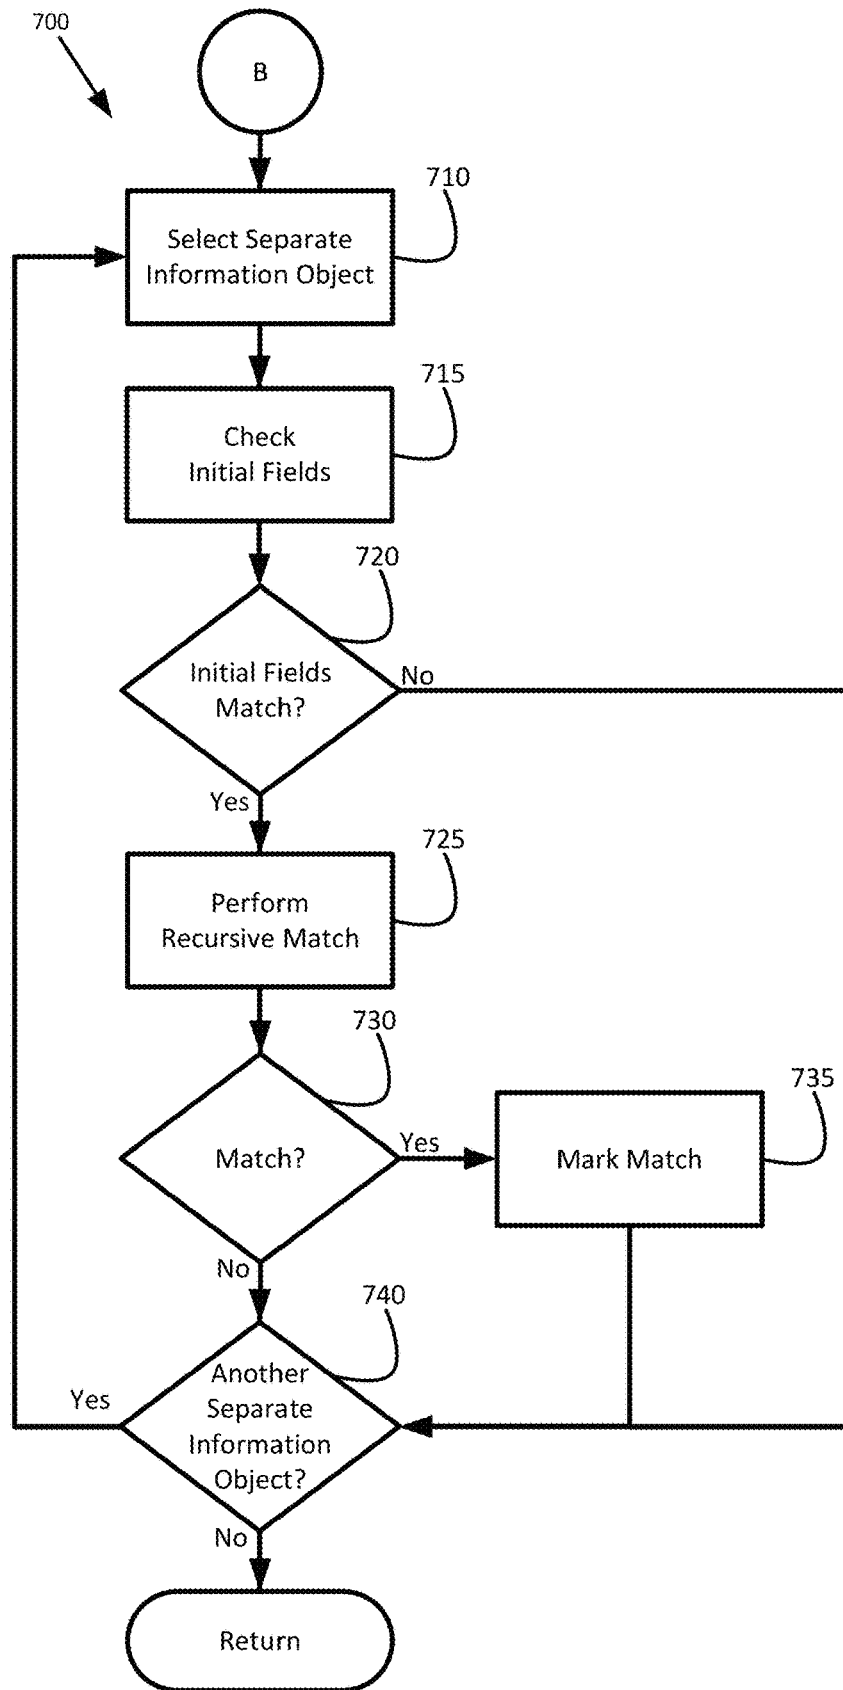 700
B
710
Select Separate
Information Object
715
Check
Initial Fields
720
Initial Fields
Match?
No
Yes
725
Perform
Recursive Match
730
Match?
Yes
735
Mark Match
No
740
Another
Separate
Information
Object?
Yes
No
Return